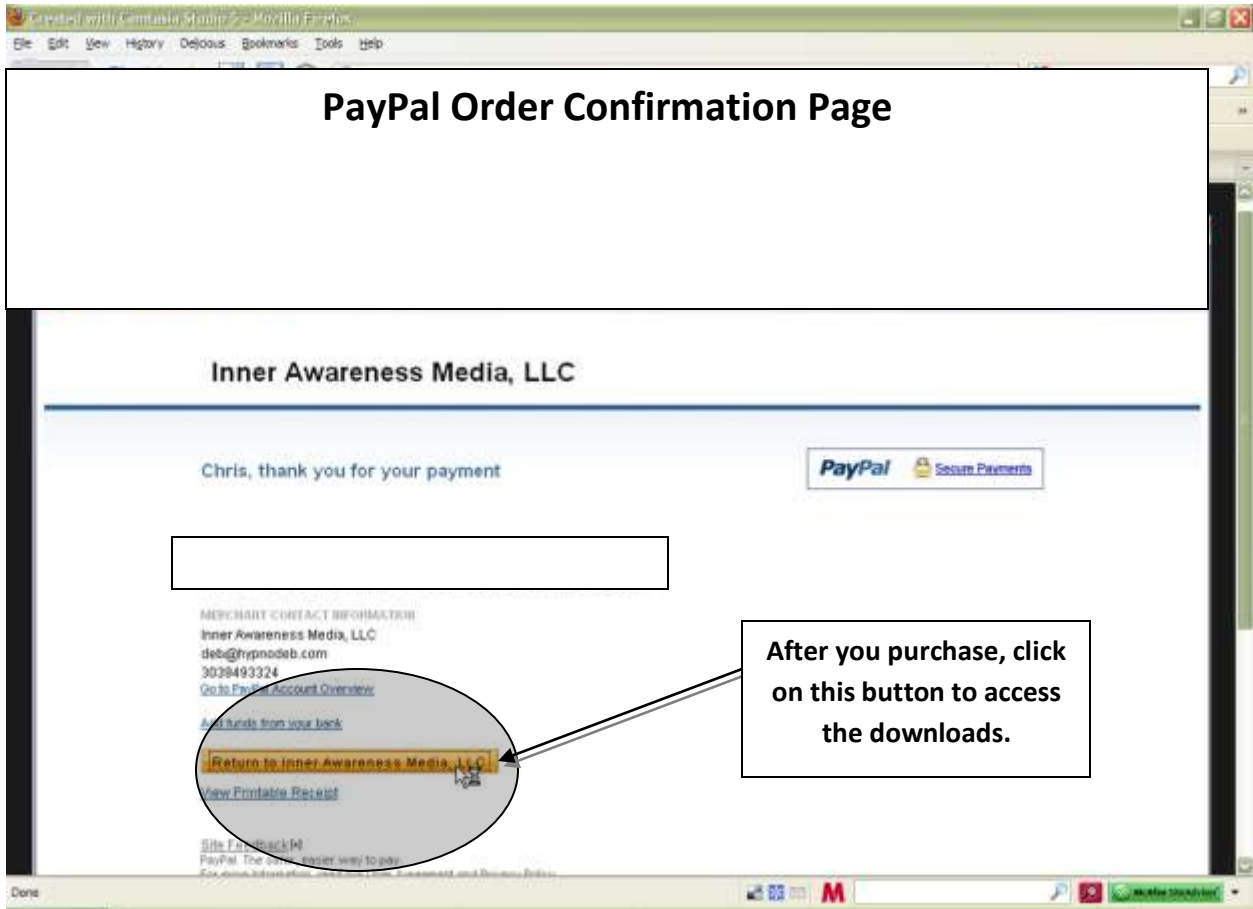 Created with Camtasia Studio 5 - Mozilla Firefox
File Edit View History Delicious Bookmarks Tools Help
PayPal Order Confirmation Page
Inner Awareness Media, LLC
Chris, thank you for your payment
PayPal Secure Payments
MERCHANT CONTACT INFORMATION
Inner Awareness Media, LLC
deb@hypnodeb.com
3039493324
Go to PayPal Account Overview
Add funds from your bank
After you purchase, click
on this button to access
the downloads.
Return to Inner Awareness Media, LLC
View Printable Receipt
Site Feedback [+]
PayPal. The safer, easier way to pay.
Done
M
McAfee SiteAdvisor